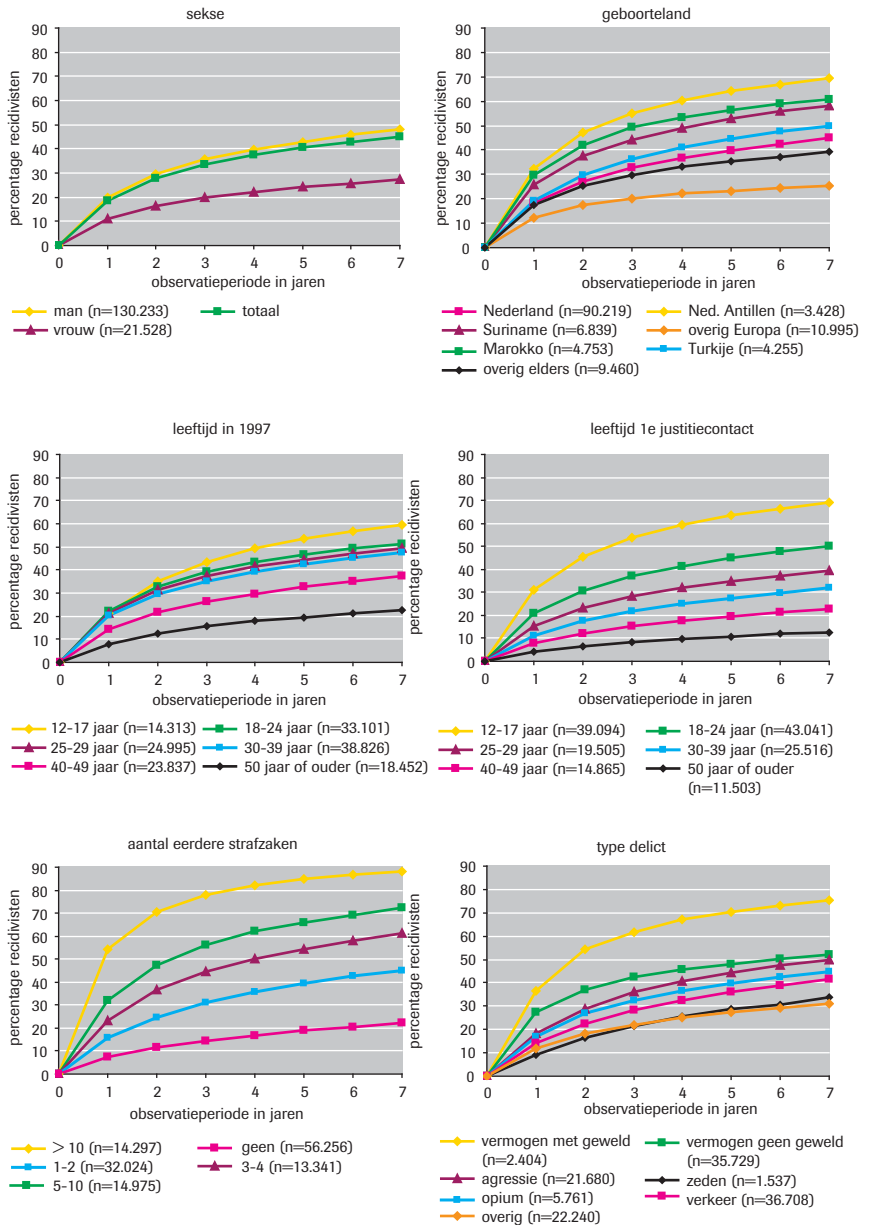 sekse
percentage recidivisten
90
80
70
60
50
40
30
20
10
0
0 1 2 3 4 5 6 7
observatieperiode in jaren
man (n=130.233) totaal
vrouw (n=21.528)
geboorteland
percentage recidivisten
90
80
70
60
50
40
30
20
10
0
0 1 2 3 4 5 6 7
observatieperiode in jaren
Nederland (n=90.219) Ned. Antillen (n=3.428)
Suriname (n=6.839) overig Europa (n=10.995)
Marokko (n=4.753) Turkije (n=4.255)
overig elders (n=9.460)
leeftijd in 1997
percentage recidivisten
90
80
70
60
50
40
30
20
10
0
0 1 2 3 4 5 6 7
observatieperiode in jaren
12-17 jaar (n=14.313) 18-24 jaar (n=33.101)
25-29 jaar (n=24.995) 30-39 jaar (n=38.826)
40-49 jaar (n=23.837) 50 jaar of ouder (n=18.452)
leeftijd 1e justitiecontact
percentage recidivisten
90
80
70
60
50
40
30
20
10
0
0 1 2 3 4 5 6 7
observatieperiode in jaren
12-17 jaar (n=39.094) 18-24 jaar (n=43.041)
25-29 jaar (n=19.505) 30-39 jaar (n=25.516)
40-49 jaar (n=14.865) 50 jaar of ouder
(n=11.503)
aantal eerdere strafzaken
percentage recidivisten
90
80
70
60
50
40
30
20
10
0
0 1 2 3 4 5 6 7
observatieperiode in jaren
> 10 (n=14.297) geen (n=56.256)
1-2 (n=32.024) 3-4 (n=13.341)
5-10 (n=14.975)
type delict
percentage recidivisten
90
80
70
60
50
40
30
20
10
0
0 1 2 3 4 5 6 7
observatieperiode in jaren
vermogen met geweld vermogen geen geweld
(n=2.404) (n=35.729)
agressie (n=21.680) zeden (n=1.537)
opium (n=5.761) verkeer (n=36.708)
overig (n=22.240)